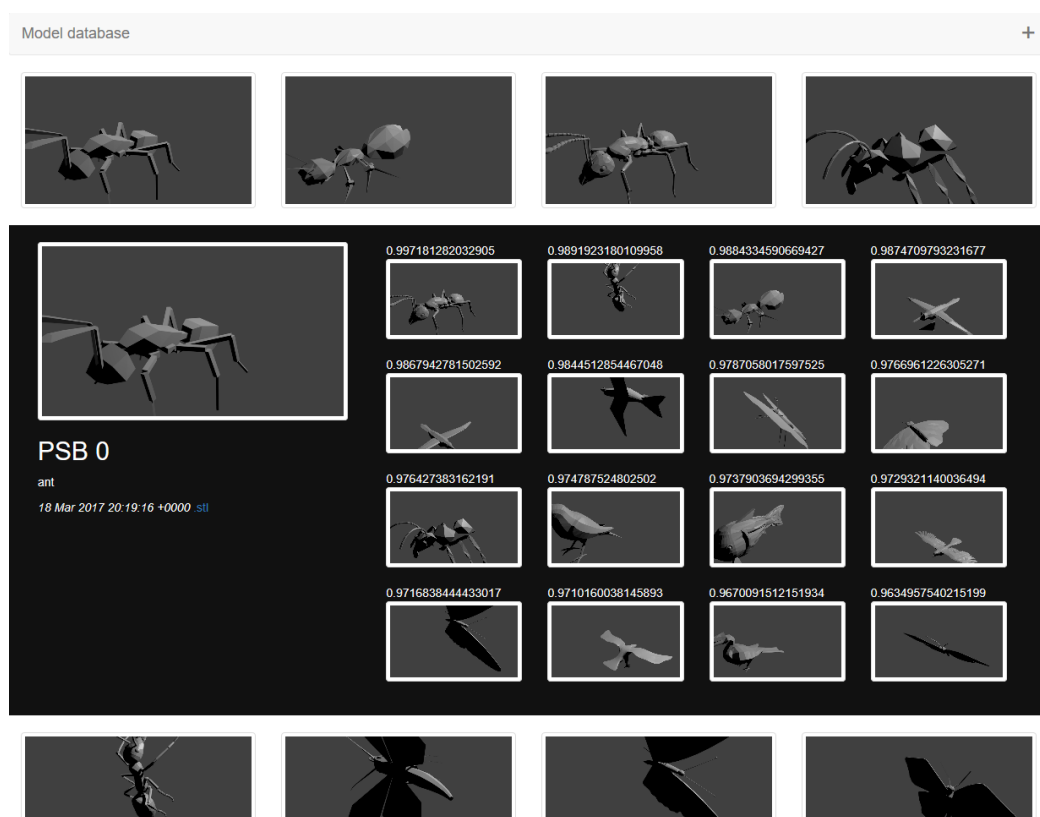 Model database +
0.997181282032905 0.9891923180109958 0.9884334590669427 0.9874709793231677
0.9867942781502592 0.9844512854467048 0.9787058017597525 0.9766961226305271
PSB 0
ant
0.976427383162191 0.974787524802502 0.9737903694299355 0.9729321140036494
18 Mar 2017 20:19:16 +0000 .stl
0.9716838444433017 0.9710160038145893 0.9670091512151934 0.9634957540215199